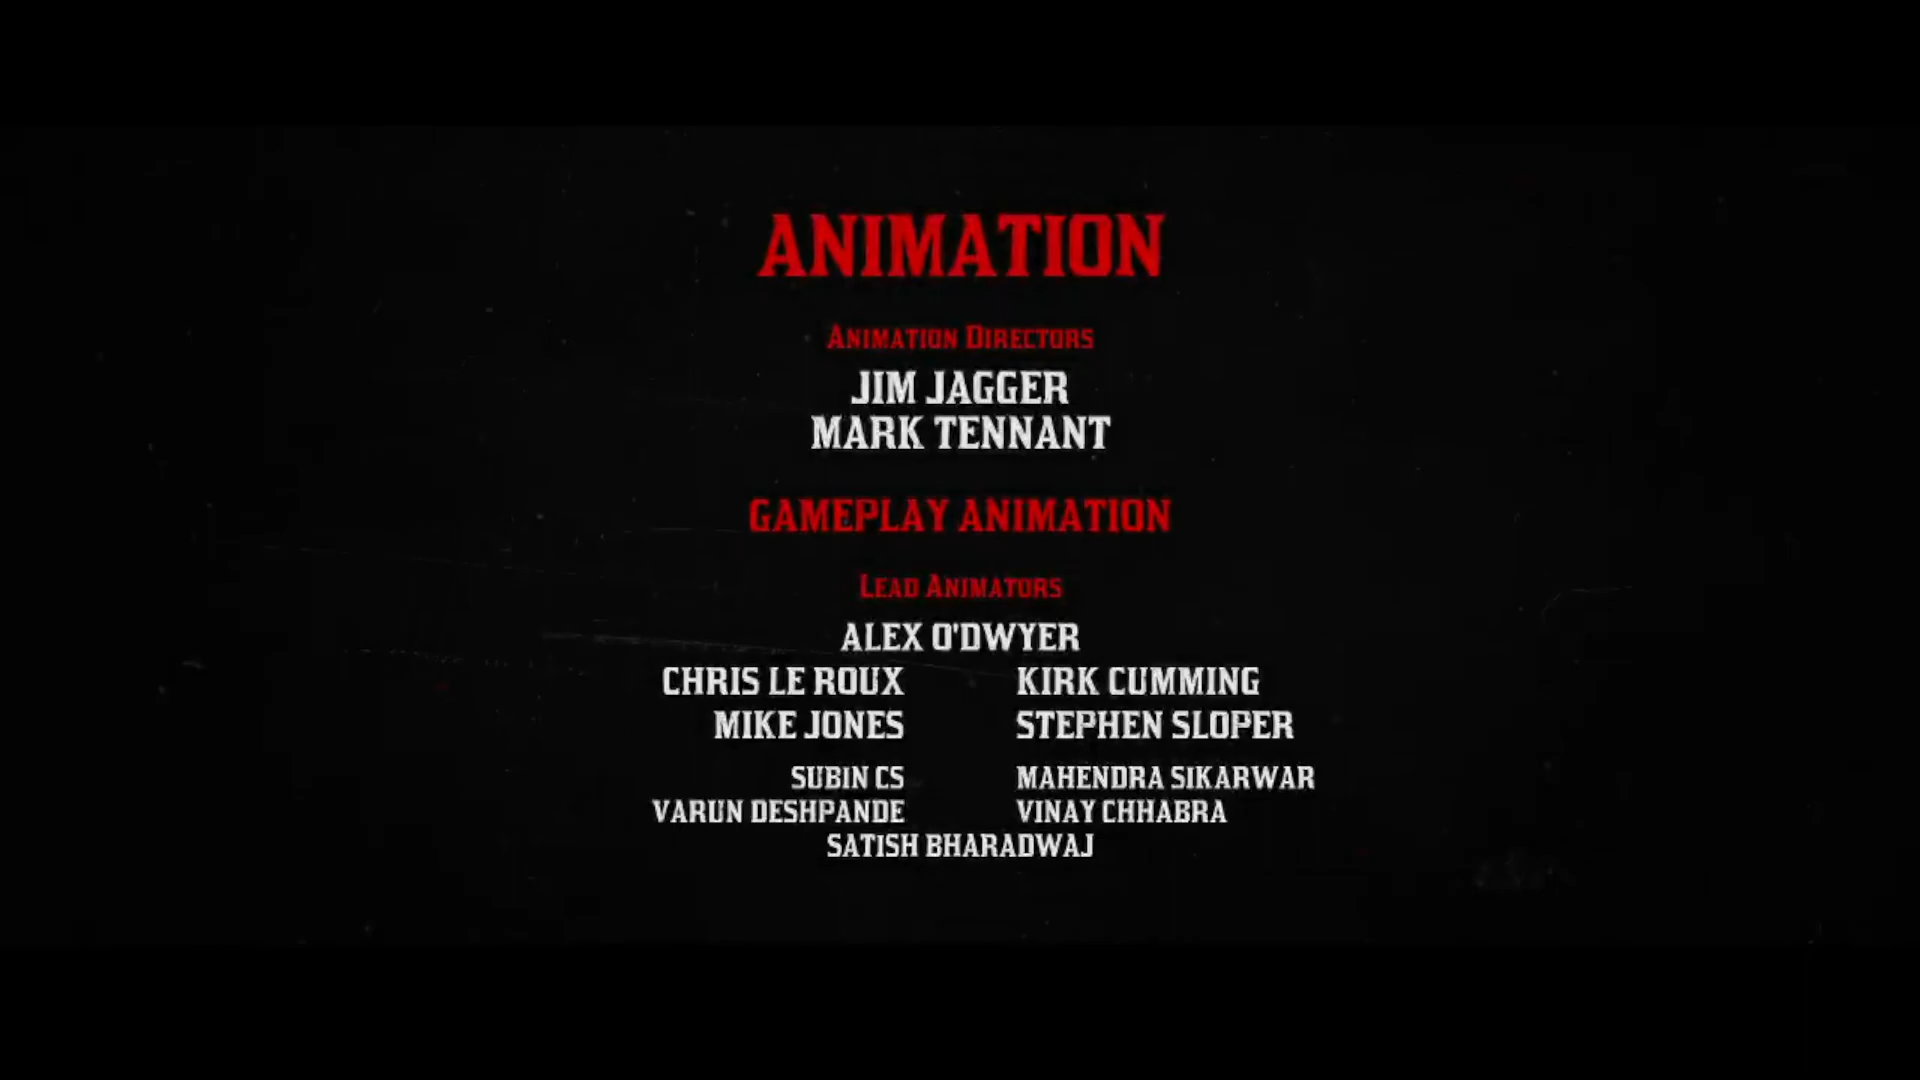 ANIMATION
ANIMATION DIRECTORS
JIM JAGGER
MARK TENNANT
GAMEPLAY ANIMATION
LEAD ANIMATORS
ALEX O'DWYER
CHRIS LE ROUX KIRK CUMMING
MIKE JONES STEPHEN SLOPER
SUBIN CS MAHENDRA SIKARWAR
VARUN DESHPANDE VINAY CHHABRA
SATISH BHARADWAJ